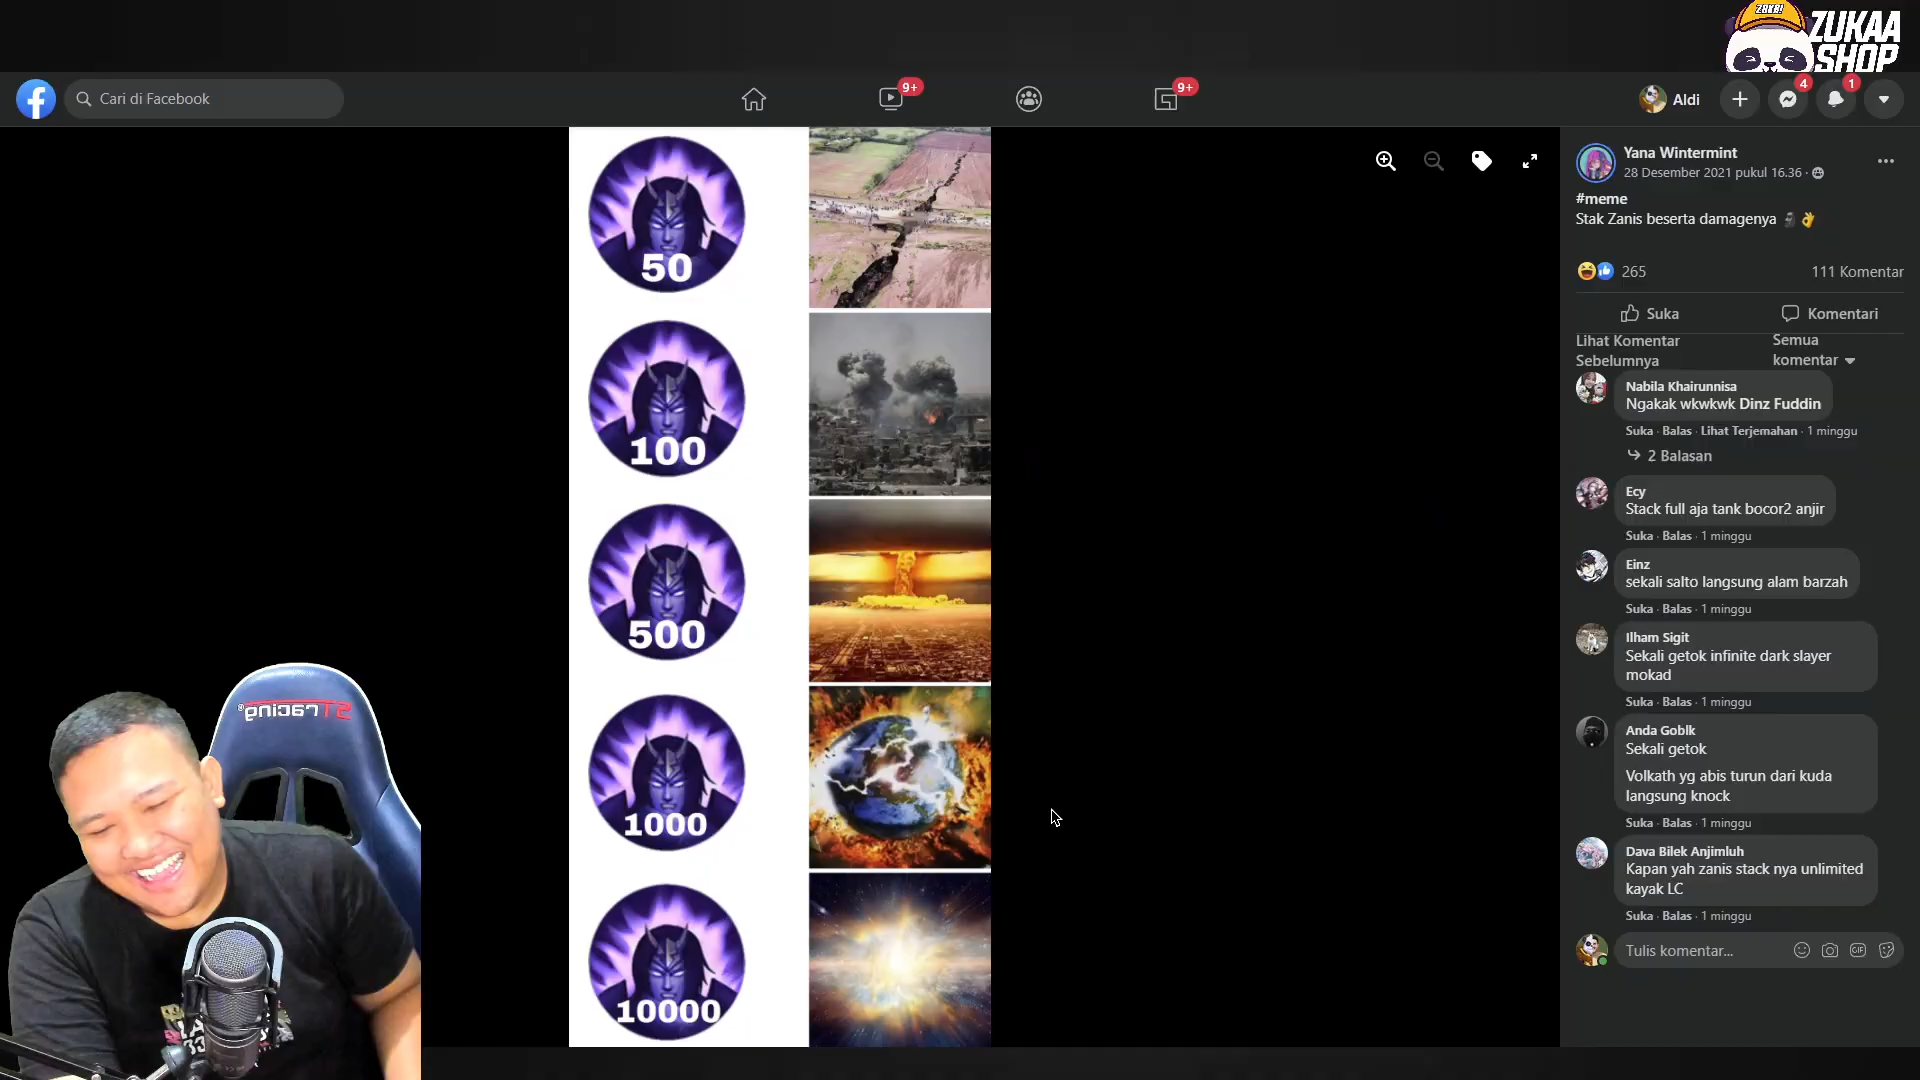 ZAKB!
ZUKAA
SHOP
Cari di Facebook
9+
9+
Aldi
4
1
Yana Wintermint
28 Desember 2021 pukul 16.36 ·
#meme
Stak Zanis beserta damagenya
265
111 Komentar
Suka
Komentari
Lihat Komentar
Sebelumnya
Semua
komentar
Nabila Khairunnisa
Ngakak wkwkwk Dinz Fuddin
Suka · Balas · Lihat Terjemahan · 1 minggu
2 Balasan
Ecy
Stack full aja tank bocor2 anjir
Suka · Balas · 1 minggu
Einz
sekali salto langsung alam barzah
Suka · Balas · 1 minggu
Ilham Sigit
Sekali getok infinite dark slayer
mokad
Suka · Balas · 1 minggu
Anda Goblk
Sekali getok
Volkath yg abis turun dari kuda
langsung knock
Suka · Balas · 1 minggu
Dava Bilek Anjimluh
Kapan yah zanis stack nya unlimited
kayak LC
Suka · Balas · 1 minggu
Tulis komentar...
GIF
50
100
500
1000
10000
STracing